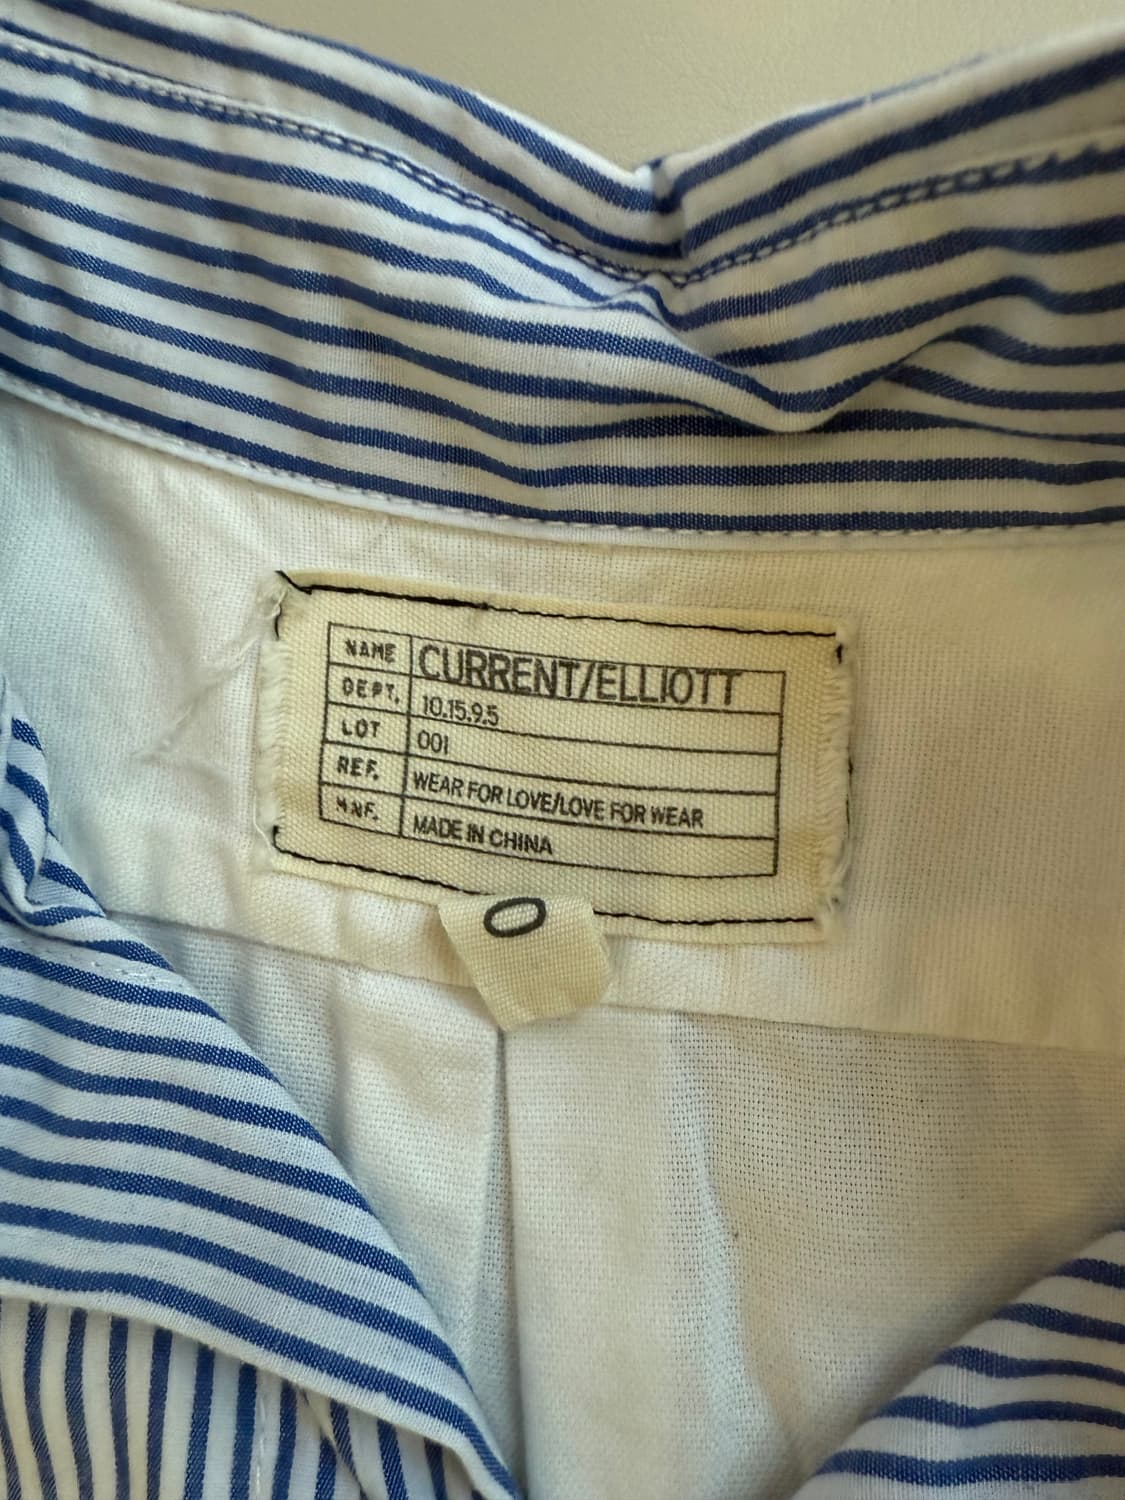 NAME CURRENT/ELLIOTT
DEPT. 10.15.9.5
LOT 001
REF. WEAR FOR LOVE/LOVE FOR WEAR
MNF. MADE IN CHINA
0